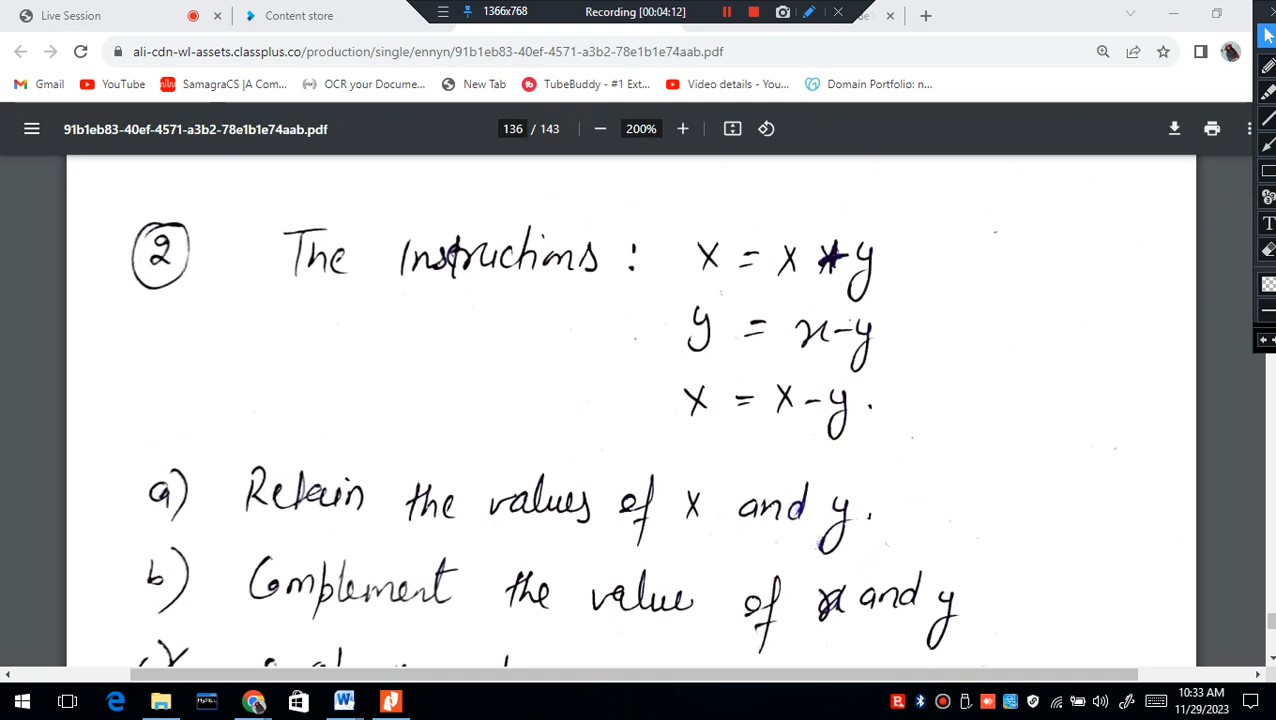 Live Session
Content store
1366x768
Recording [00:04:12]
ali-cdn-wl-assets.classplus.co/production/single/ennyn/91b1eb83-40ef-4571-a3b2-78e1b1e74aab.pdf
Gmail
YouTube
SamagraCS |A Com...
OCR your Docume...
New Tab
TubeBuddy - #1 Ext...
Video details - You...
Domain Portfolio: n...
91b1eb83-40ef-4571-a3b2-78e1b1e74aab.pdf
136 / 143
200%
② The Instructions : x = x * y
y = x - y
x = x - y .
a) Retain the values of x and y .
b) Complement the value of x and y
10:33 AM
11/29/2023